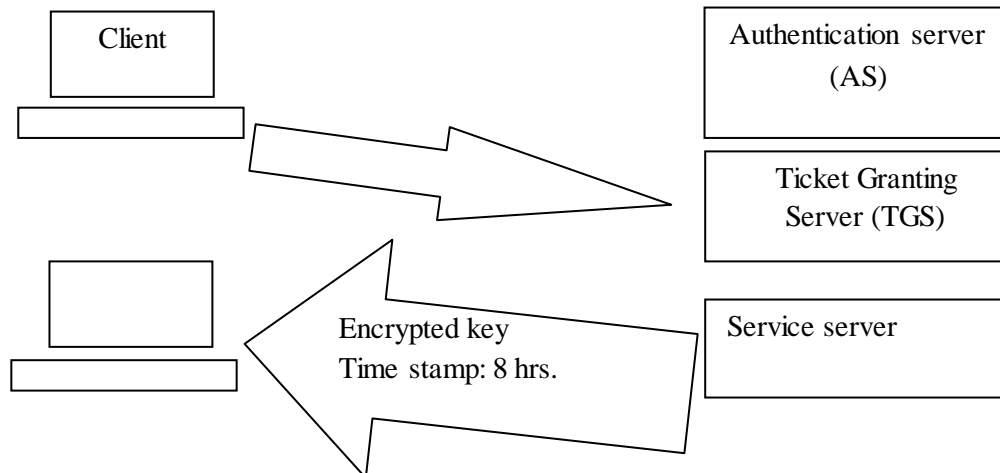 Client
Authentication server
(AS)
Ticket Granting
Server (TGS)
Encrypted key
Time stamp: 8 hrs.
Service server